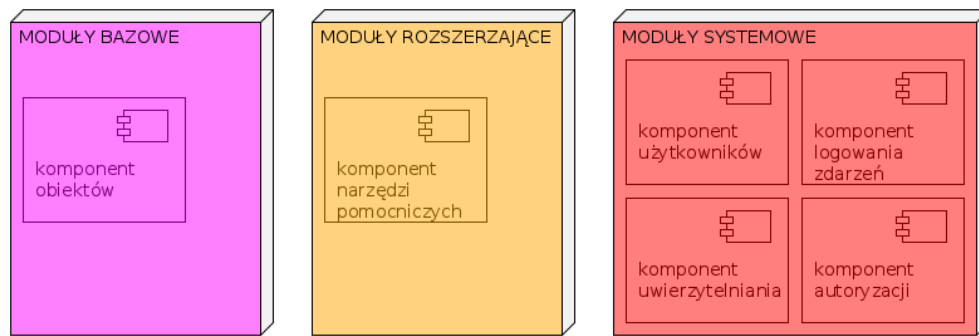 MODUŁY BAZOWE
komponent
obiektów
MODUŁY ROZSZERZAJĄCE
komponent
narzędzi
pomocniczych
MODUŁY SYSTEMOWE
komponent
użytkowników
komponent
logowania
zdarzeń
komponent
uwierzytelniania
komponent
autoryzacji